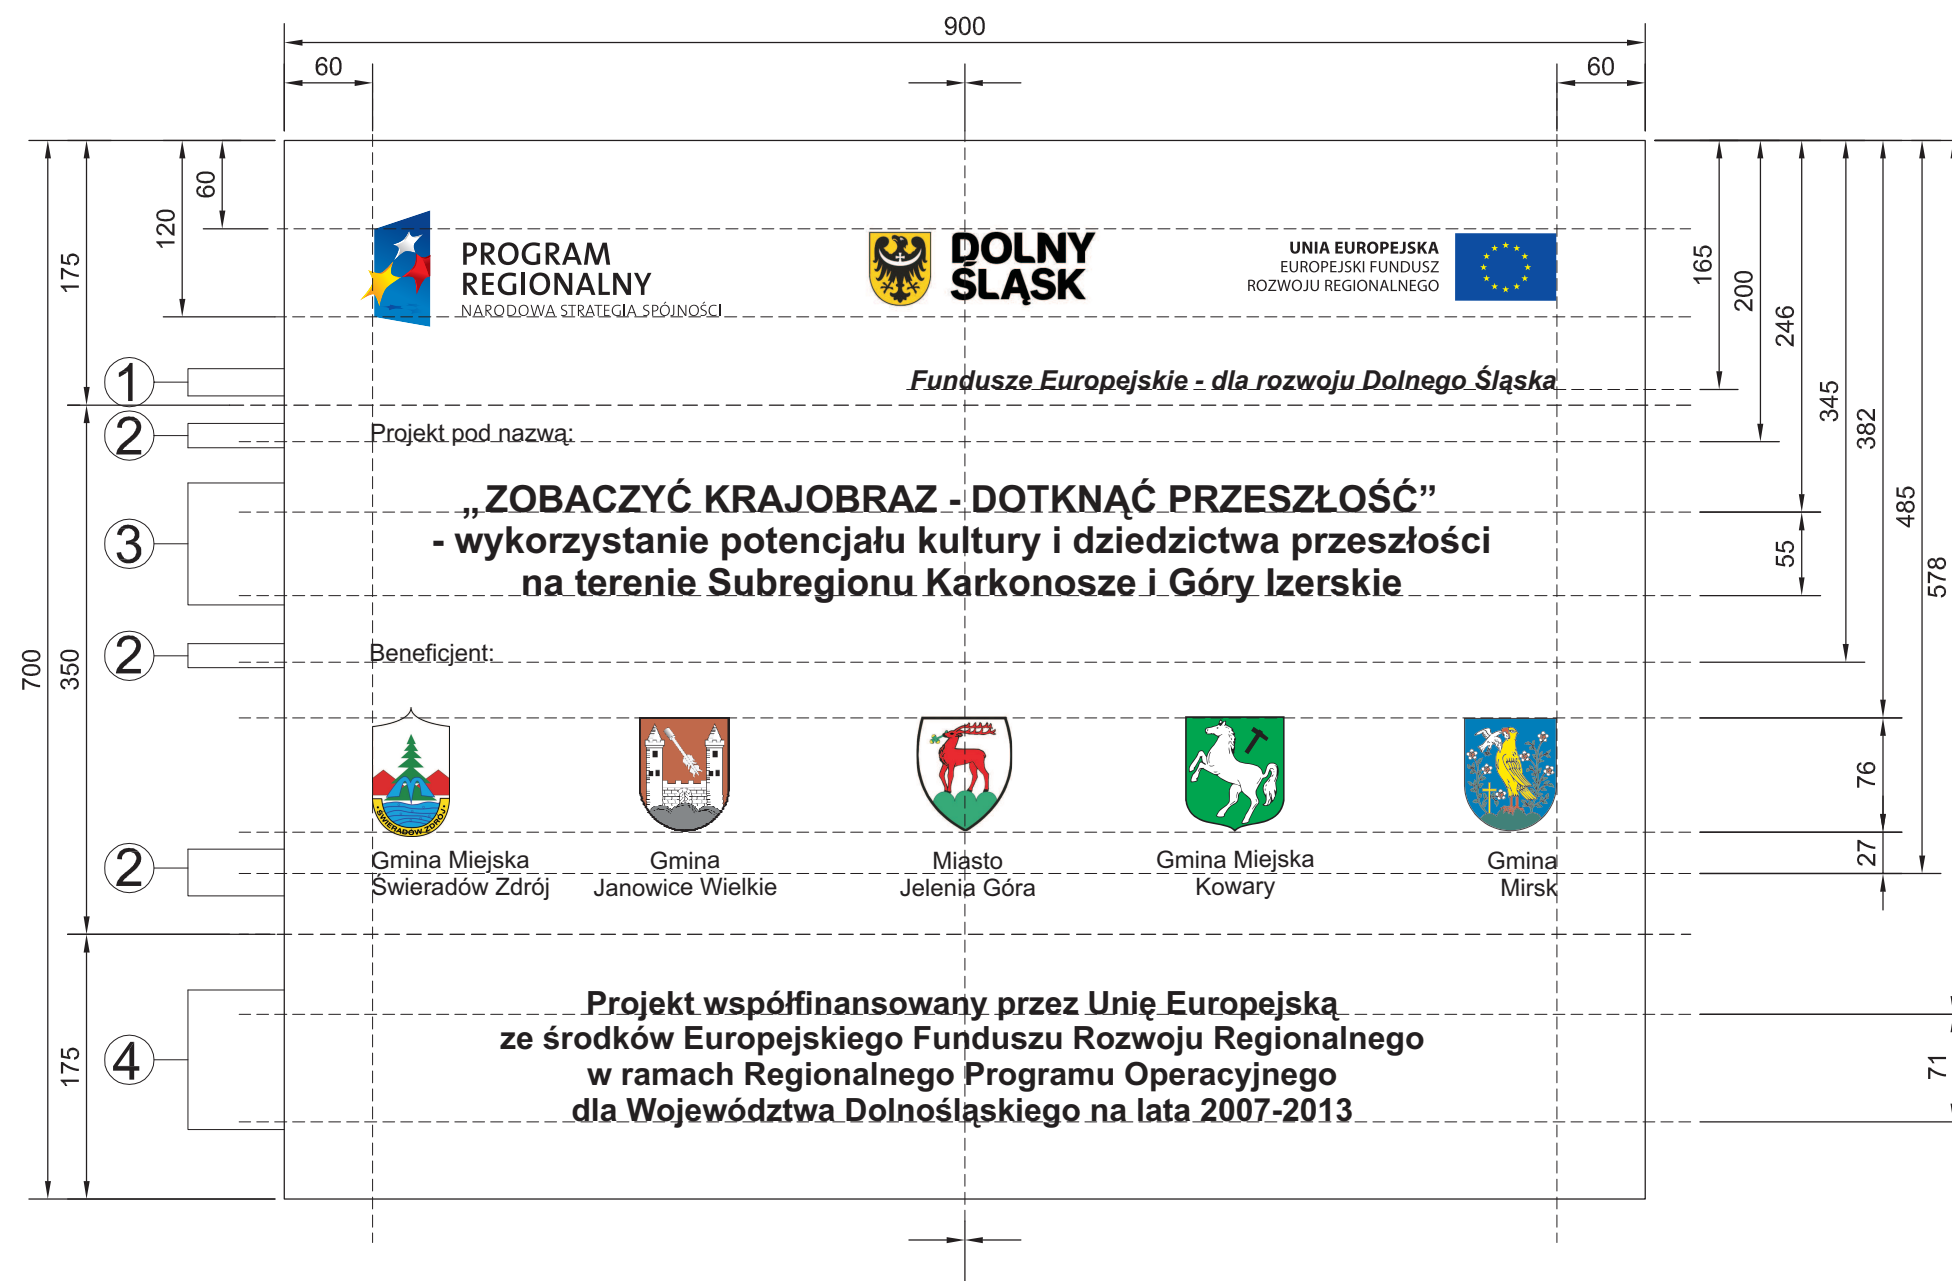 900
60
60
60
120
175
165
200
246
345
382
485
578
PROGRAM
REGIONALNY
NARODOWA STRATEGIA SPÓJNOŚCI
DOLNY
ŚLĄSK
UNIA EUROPEJSKA
EUROPEJSKI FUNDUSZ
ROZWOJU REGIONALNEGO
1
Fundusze Europejskie - dla rozwoju Dolnego Śląska
2
Projekt pod nazwą:
3
„ZOBACZYĆ KRAJOBRAZ - DOTKNĄĆ PRZESZŁOŚĆ”
- wykorzystanie potencjału kultury i dziedzictwa przeszłości
na terenie Subregionu Karkonosze i Góry Izerskie
55
700
350
2
Beneficjent:
ŚWIERADÓW ZDRÓJ
76
27
2
Gmina Miejska
Świeradów Zdrój
Gmina
Janowice Wielkie
Miasto
Jelenia Góra
Gmina Miejska
Kowary
Gmina
Mirsk
175
4
Projekt współfinansowany przez Unię Europejską
ze środków Europejskiego Funduszu Rozwoju Regionalnego
w ramach Regionalnego Programu Operacyjnego
dla Województwa Dolnośląskiego na lata 2007-2013
71